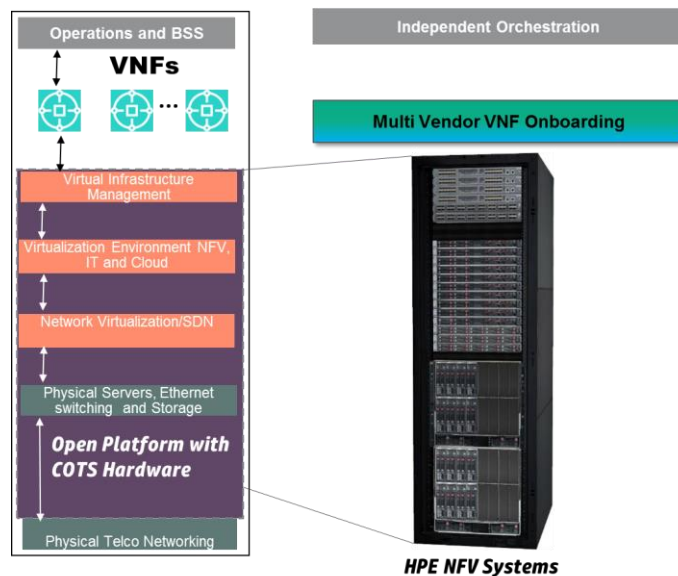 Operations and BSS
VNFs
...
Virtual Infrastructure
Management
Virtualization Environment NFV,
IT and Cloud
Network Virtualization/SDN
Physical Servers, Ethernet
switching and Storage
Open Platform with
COTS Hardware
Physical Telco Networking
Independent Orchestration
Multi Vendor VNF Onboarding
HPE NFV Systems